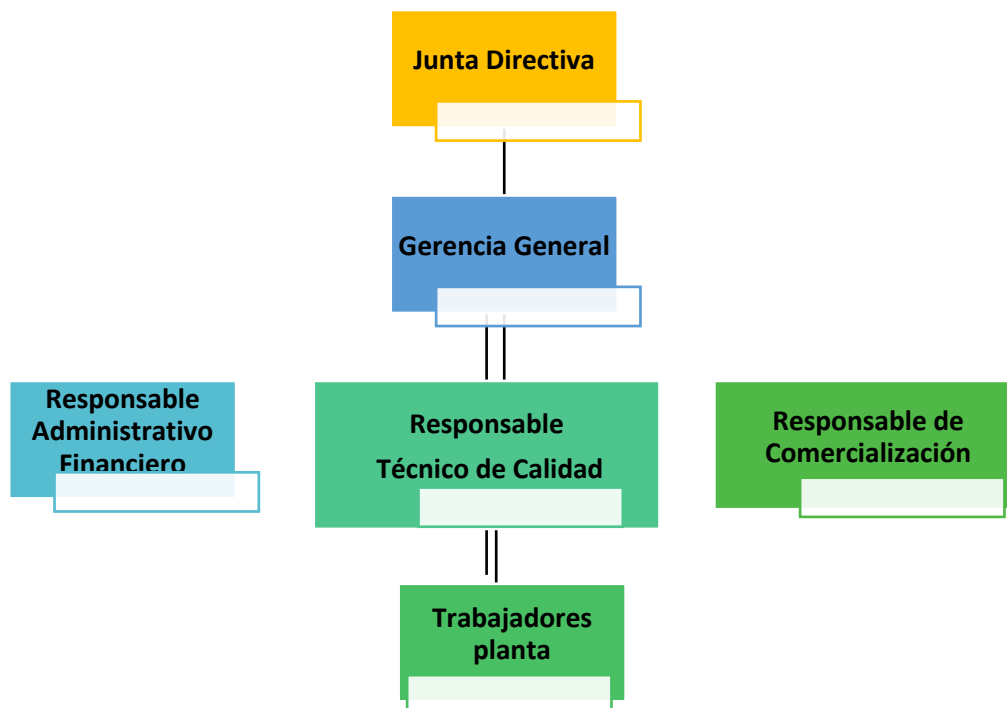 Junta Directiva
Gerencia General
Responsable
Administrativo
Financiero
Responsable
Técnico de Calidad
Responsable de
Comercialización
Trabajadores
planta